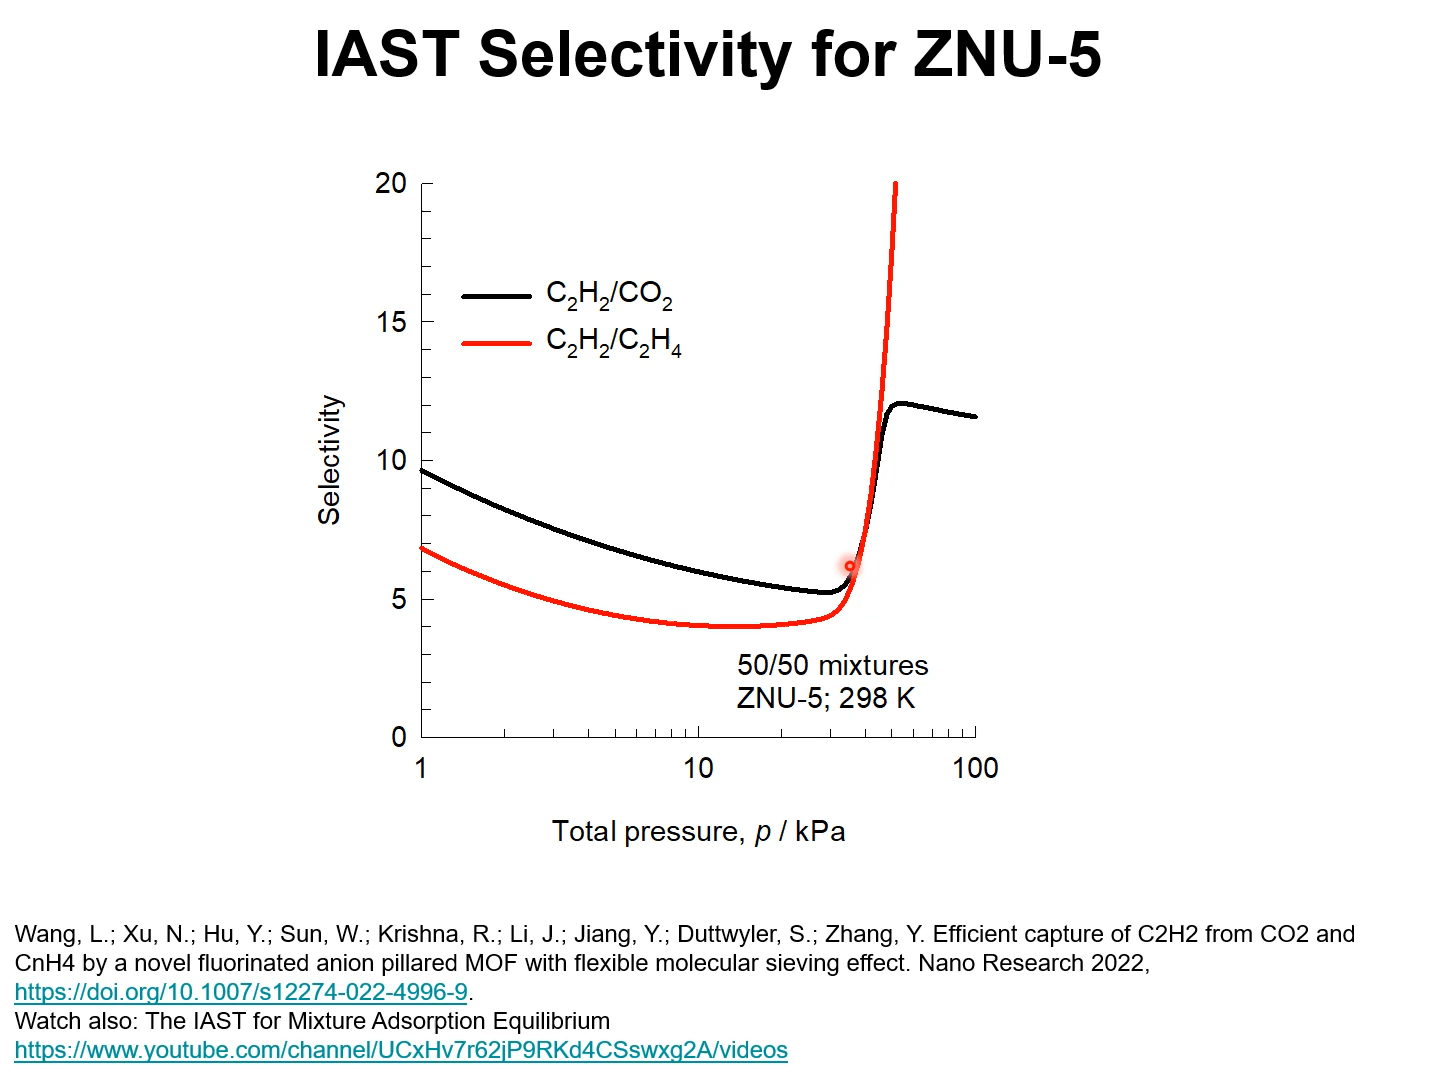 IAST Selectivity for ZNU-5
20
C₂H₂/CO₂
15
C₂H₂/C₂H₄
Selectivity
10
5
50/50 mixtures
ZNU-5; 298 K
0
1
10
100
Total pressure, p / kPa
Wang, L.; Xu, N.; Hu, Y.; Sun, W.; Krishna, R.; Li, J.; Jiang, Y.; Duttwyler, S.; Zhang, Y. Efficient capture of C2H2 from CO2 and
CnH4 by a novel fluorinated anion pillared MOF with flexible molecular sieving effect. Nano Research 2022,
https://doi.org/10.1007/s12274-022-4996-9.
Watch also: The IAST for Mixture Adsorption Equilibrium
https://www.youtube.com/channel/UCxHv7r62jP9RKd4CSswxg2A/videos